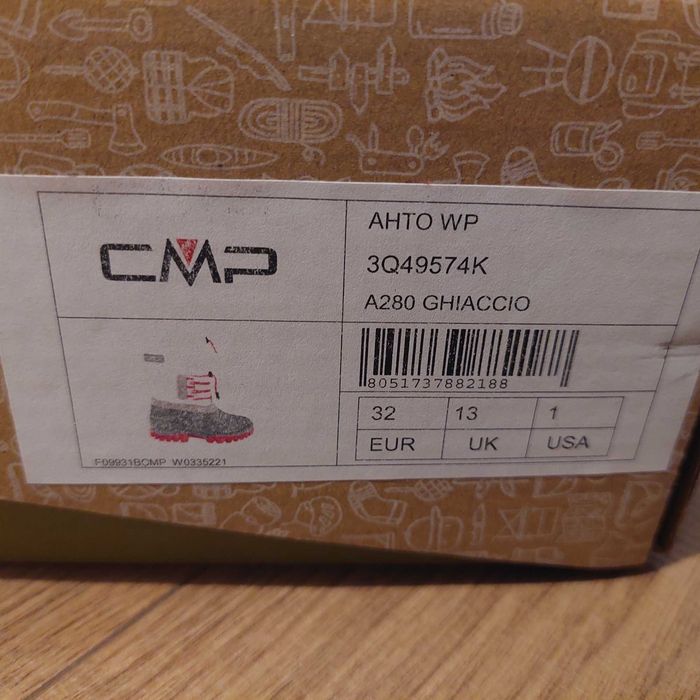 CMP
AHTO WP
3Q49574K
A280 GHIACCIO
8051737882188
32 13 1
EUR UK USA
F09931BCMP W0335221